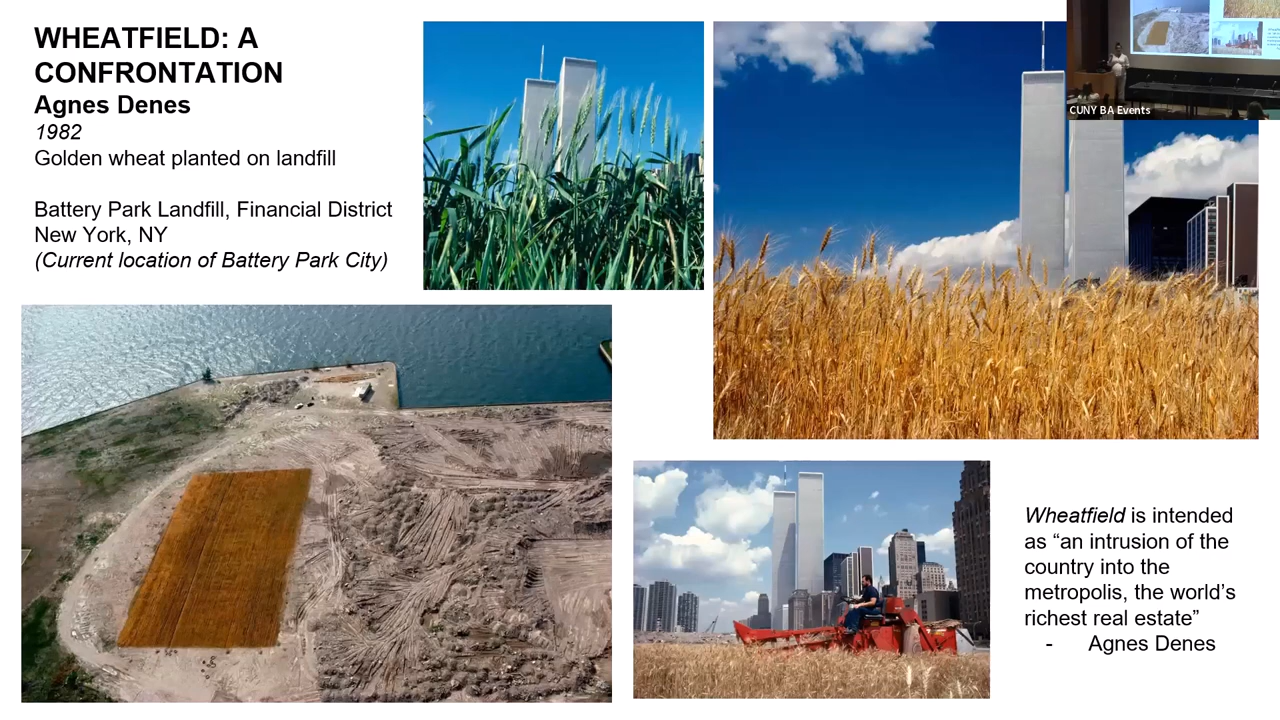 WHEATFIELD: A
CONFRONTATION
Agnes Denes
1982
Golden wheat planted on landfill
Battery Park Landfill, Financial District
New York, NY
(Current location of Battery Park City)
CUNY BA Events
Wheatfield is intended
as “an intrusion of the
country into the
metropolis, the world’s
richest real estate”
- Agnes Denes